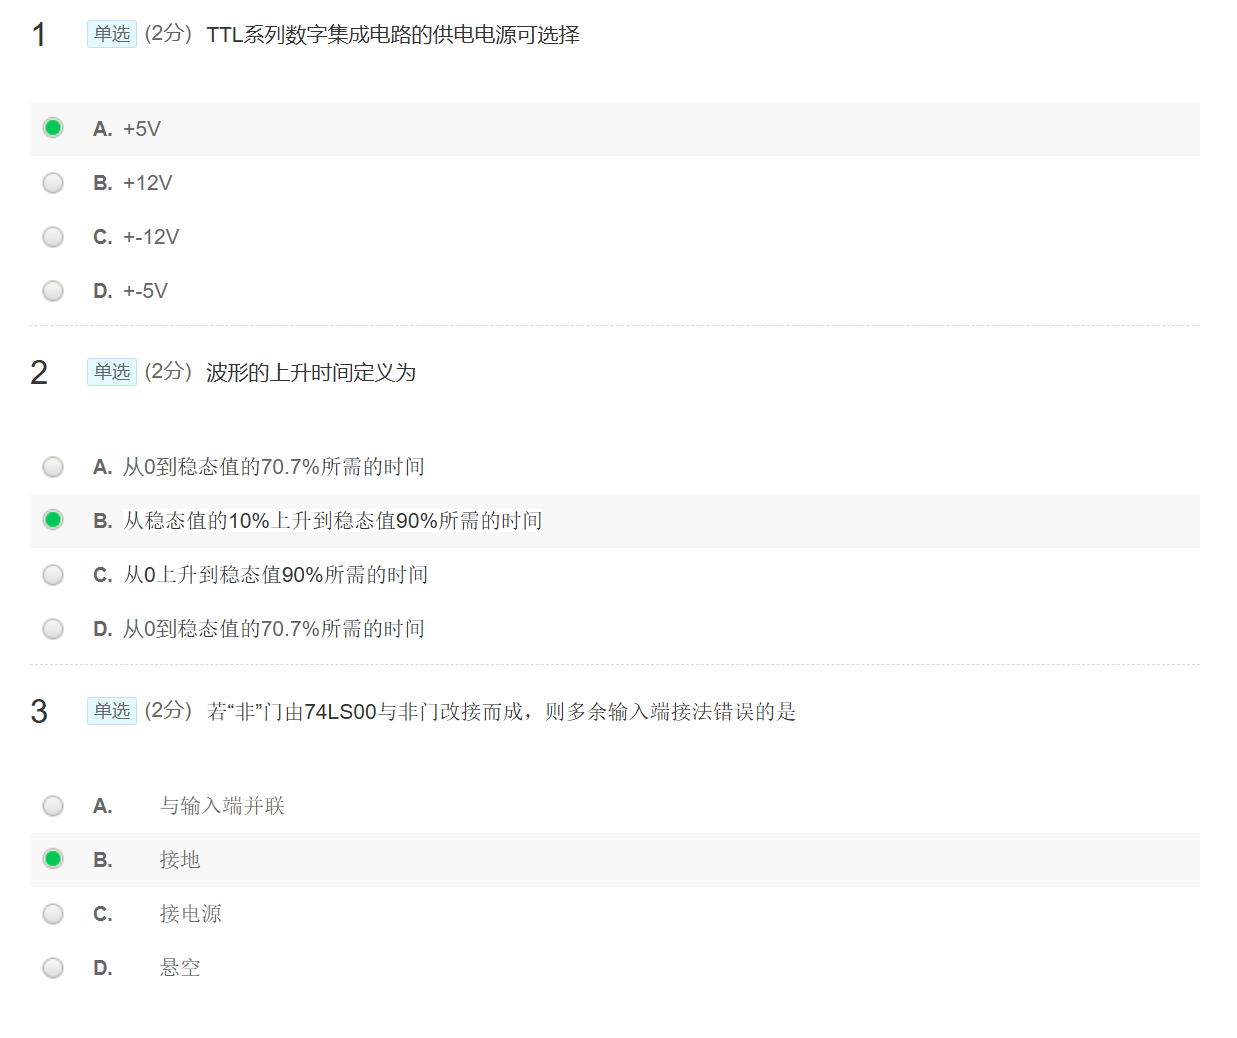 1 单选 (2分) TTL系列数字集成电路的供电电源可选择
A. +5V
B. +12V
C. +-12V
D. +-5V
2 单选 (2分) 波形的上升时间定义为
A. 从0到稳态值的70.7%所需的时间
B. 从稳态值的10%上升到稳态值90%所需的时间
C. 从0上升到稳态值90%所需的时间
D. 从0到稳态值的70.7%所需的时间
3 单选 (2分) 若“非”门由74LS00与非门改接而成，则多余输入端接法错误的是
A. 与输入端并联
B. 接地
C. 接电源
D. 悬空